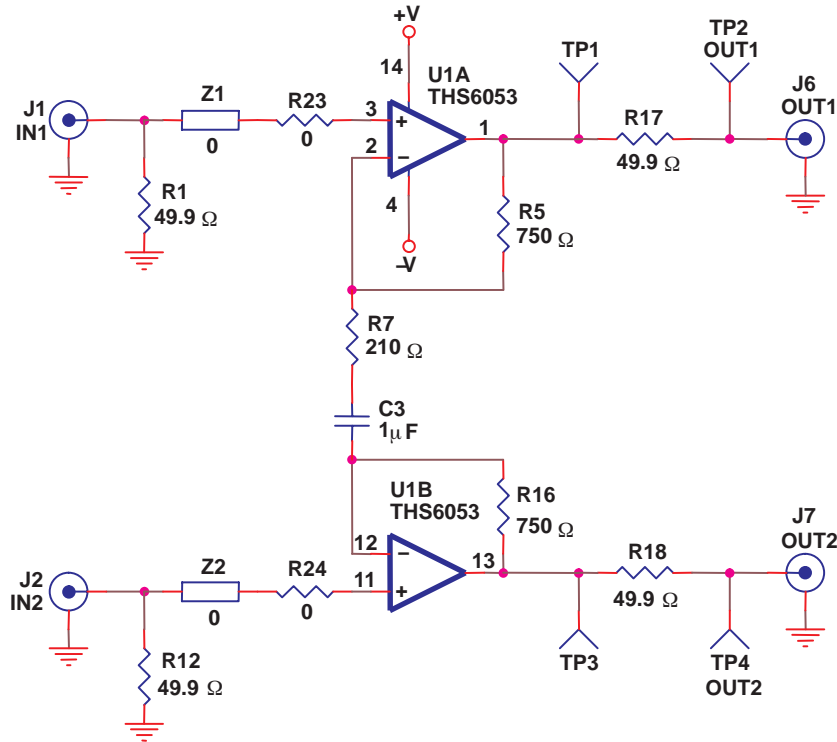 +V
TP1
TP2
OUT1
14
U1A
THS6053
J1
IN1
Z1
0
R23
0
3
+
2
−
1
R17
49.9 Ω
J6
OUT1
R1
49.9 Ω
4
−V
R5
750 Ω
R7
210 Ω
C3
1μF
U1B
THS6053
R16
750 Ω
12
−
11
+
13
R18
49.9 Ω
J7
OUT2
J2
IN2
Z2
0
R24
0
R12
49.9 Ω
TP3
TP4
OUT2